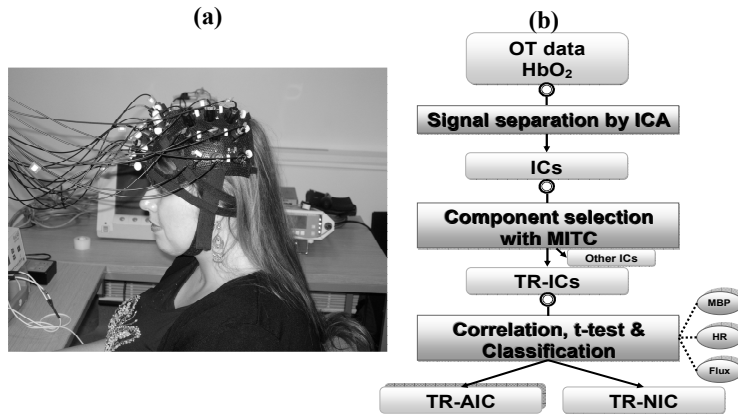 (a)
(b)
OT data
HbO₂
Signal separation by ICA
ICs
Component selection
with MITC
Other ICs
TR-ICs
Correlation, t-test &
Classification
MBP
HR
Flux
TR-AIC
TR-NIC